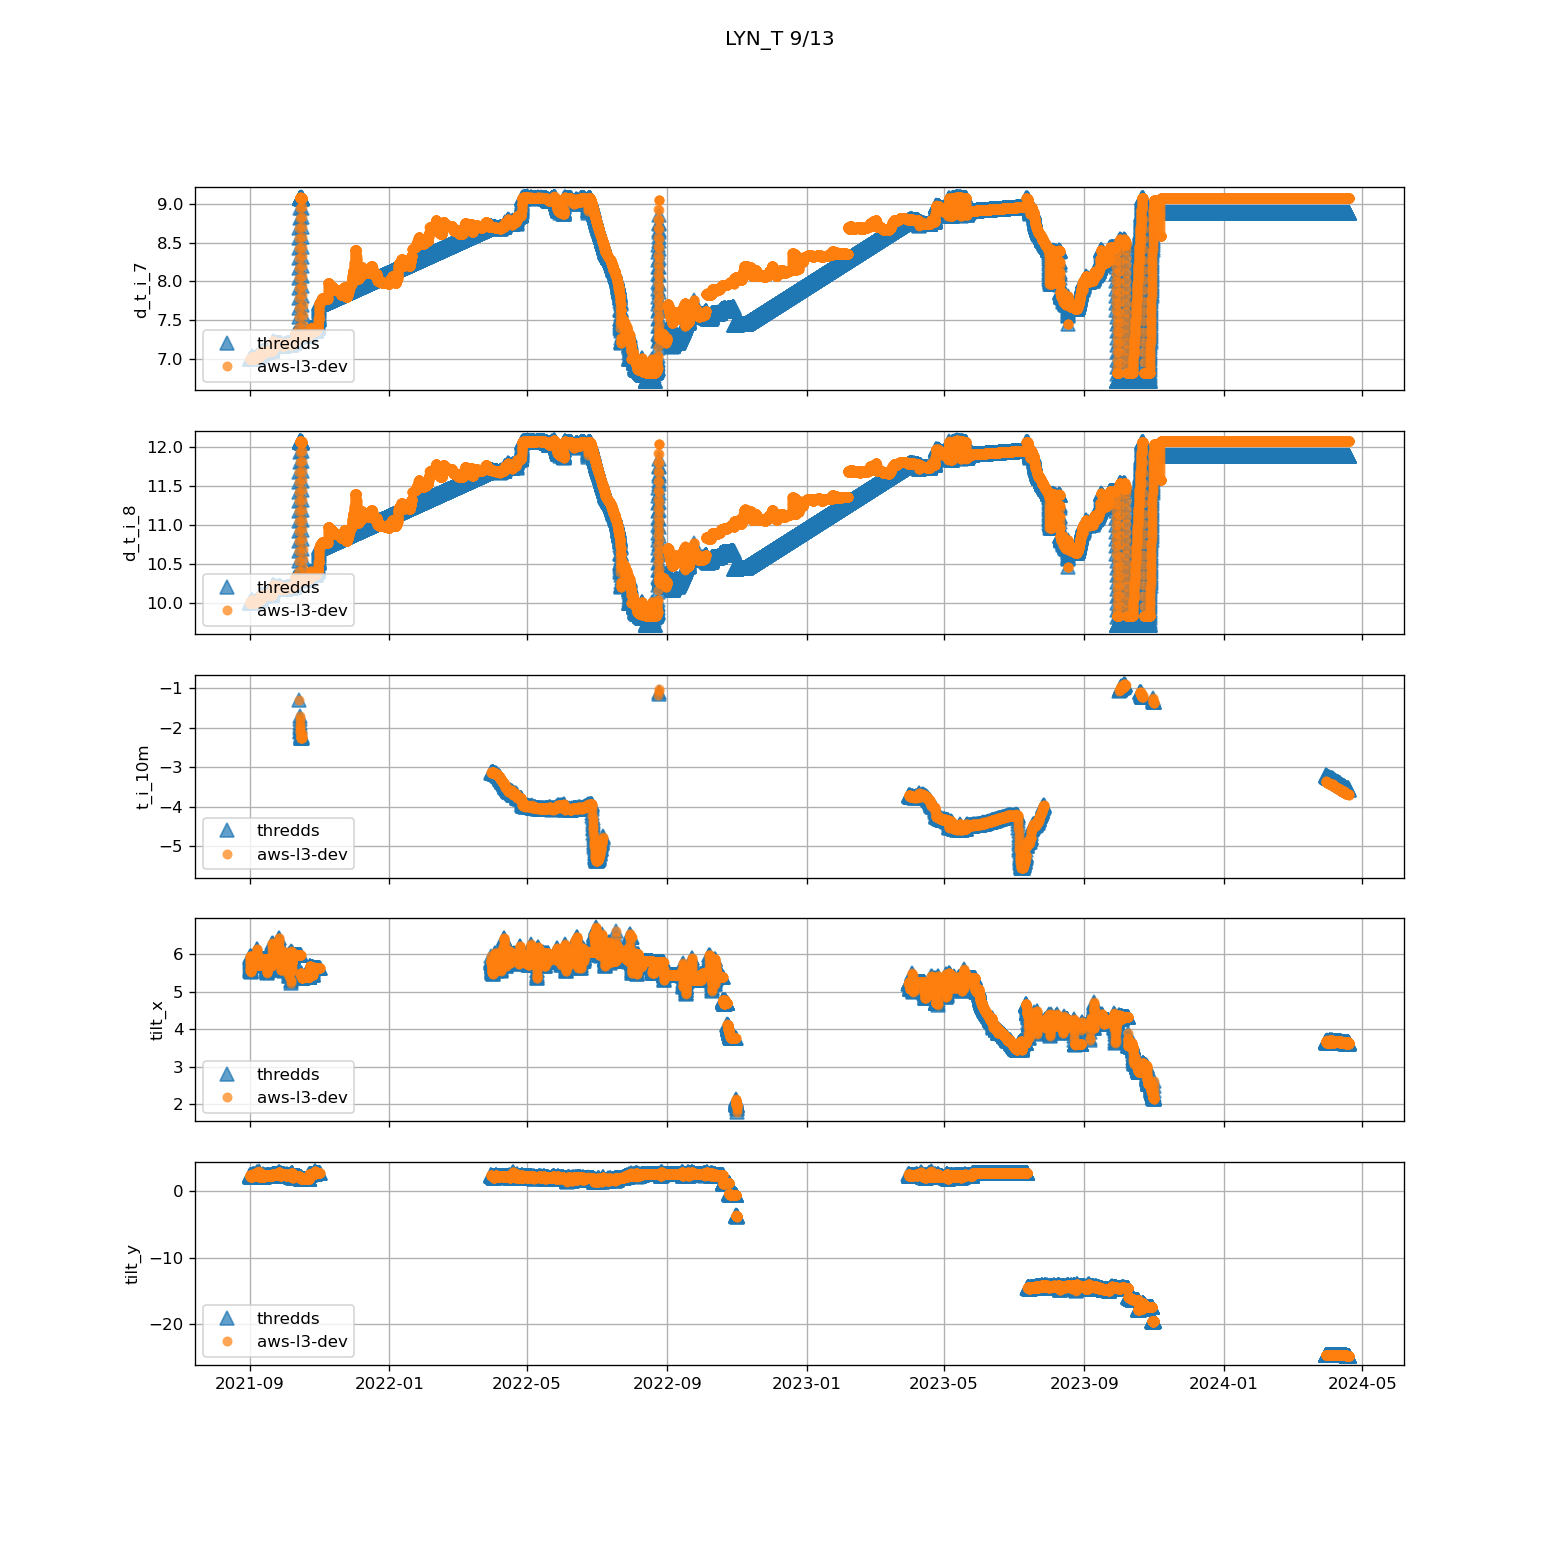 LYN_T 9/13
d_t_i_7
9.0
8.5
8.0
7.5
7.0
thredds
aws-l3-dev
d_t_i_8
12.0
11.5
11.0
10.5
10.0
thredds
aws-l3-dev
t_i_10m
−1
−2
−3
−4
−5
thredds
aws-l3-dev
tilt_x
6
5
4
3
2
thredds
aws-l3-dev
tilt_y
0
−10
−20
thredds
aws-l3-dev
2021-09 2022-01 2022-05 2022-09 2023-01 2023-05 2023-09 2024-01 2024-05